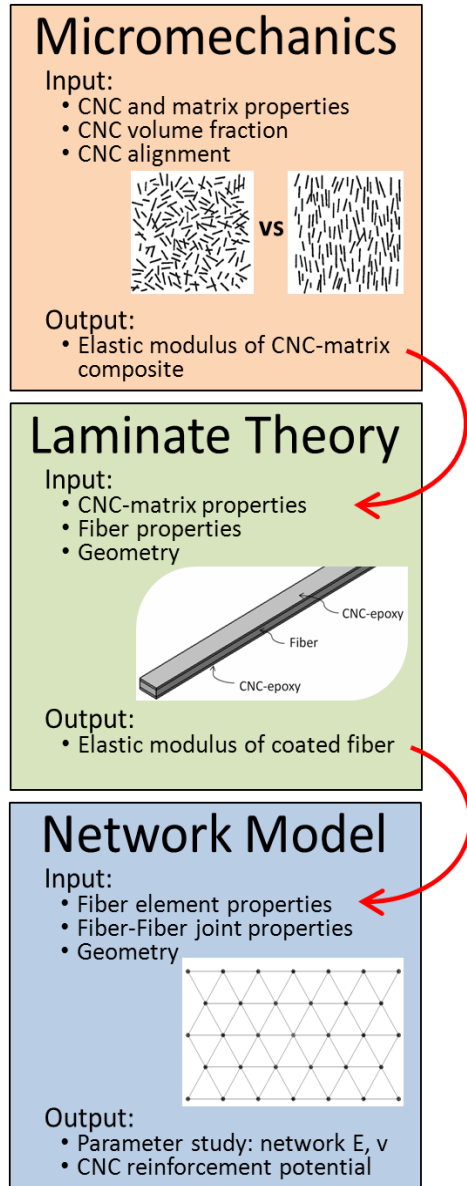 Micromechanics
Input:
• CNC and matrix properties
• CNC volume fraction
• CNC alignment
vs
Output:
• Elastic modulus of CNC-matrix
composite
Laminate Theory
Input:
• CNC-matrix properties
• Fiber properties
• Geometry
CNC-epoxy
Fiber
CNC-epoxy
Output:
• Elastic modulus of coated fiber
Network Model
Input:
• Fiber element properties
• Fiber-Fiber joint properties
• Geometry
Output:
• Parameter study: network E, v
• CNC reinforcement potential